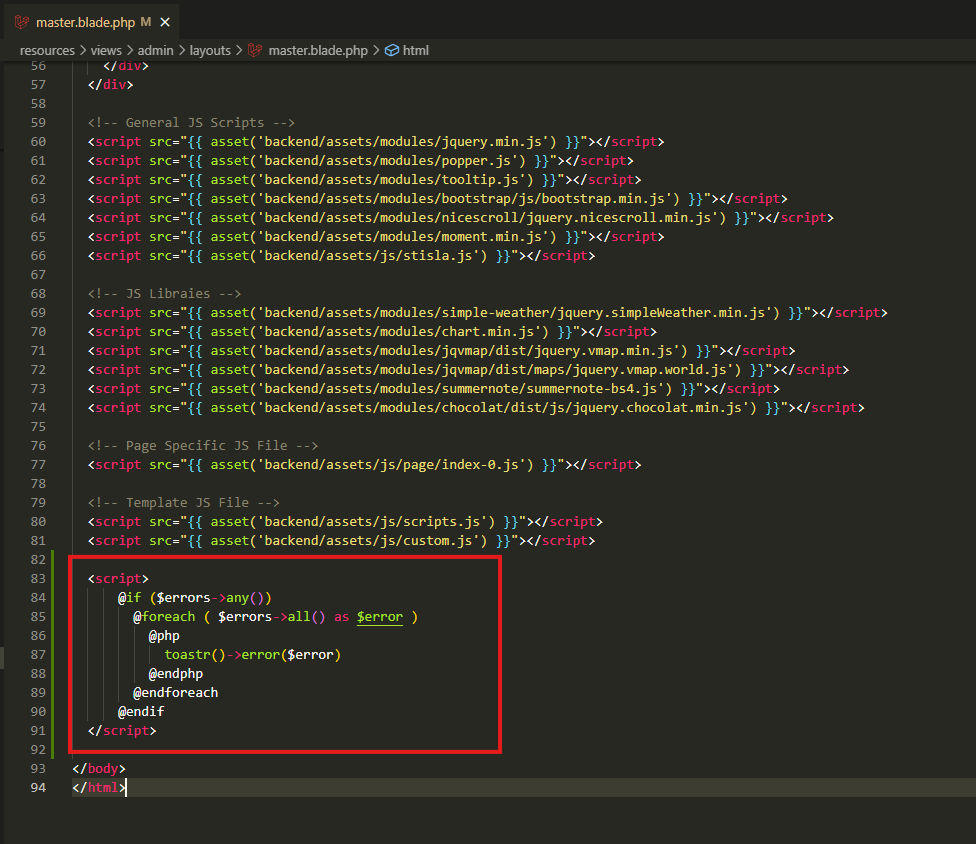 master.blade.php M ×
resources > views > admin > layouts > master.blade.php > html
56 </div>
57 </div>
58
59 <!-- General JS Scripts -->
60 <script src="{{ asset('backend/assets/modules/jquery.min.js') }}"></script>
61 <script src="{{ asset('backend/assets/modules/popper.js') }}"></script>
62 <script src="{{ asset('backend/assets/modules/tooltip.js') }}"></script>
63 <script src="{{ asset('backend/assets/modules/bootstrap/js/bootstrap.min.js') }}"></script>
64 <script src="{{ asset('backend/assets/modules/nicescroll/jquery.nicescroll.min.js') }}"></script>
65 <script src="{{ asset('backend/assets/modules/moment.min.js') }}"></script>
66 <script src="{{ asset('backend/assets/js/stisla.js') }}"></script>
67
68 <!-- JS Libraies -->
69 <script src="{{ asset('backend/assets/modules/simple-weather/jquery.simpleWeather.min.js') }}"></script>
70 <script src="{{ asset('backend/assets/modules/chart.min.js') }}"></script>
71 <script src="{{ asset('backend/assets/modules/jqvmap/dist/jquery.vmap.min.js') }}"></script>
72 <script src="{{ asset('backend/assets/modules/jqvmap/dist/maps/jquery.vmap.world.js') }}"></script>
73 <script src="{{ asset('backend/assets/modules/summernote/summernote-bs4.js') }}"></script>
74 <script src="{{ asset('backend/assets/modules/chocolat/dist/js/jquery.chocolat.min.js') }}"></script>
75
76 <!-- Page Specific JS File -->
77 <script src="{{ asset('backend/assets/js/page/index-0.js') }}"></script>
78
79 <!-- Template JS File -->
80 <script src="{{ asset('backend/assets/js/scripts.js') }}"></script>
81 <script src="{{ asset('backend/assets/js/custom.js') }}"></script>
82
83 <script>
84 @if ($errors->any())
85 @foreach ( $errors->all() as $error )
86 @php
87 toastr()->error($error)
88 @endphp
89 @endforeach
90 @endif
91 </script>
92
93 </body>
94 </html>